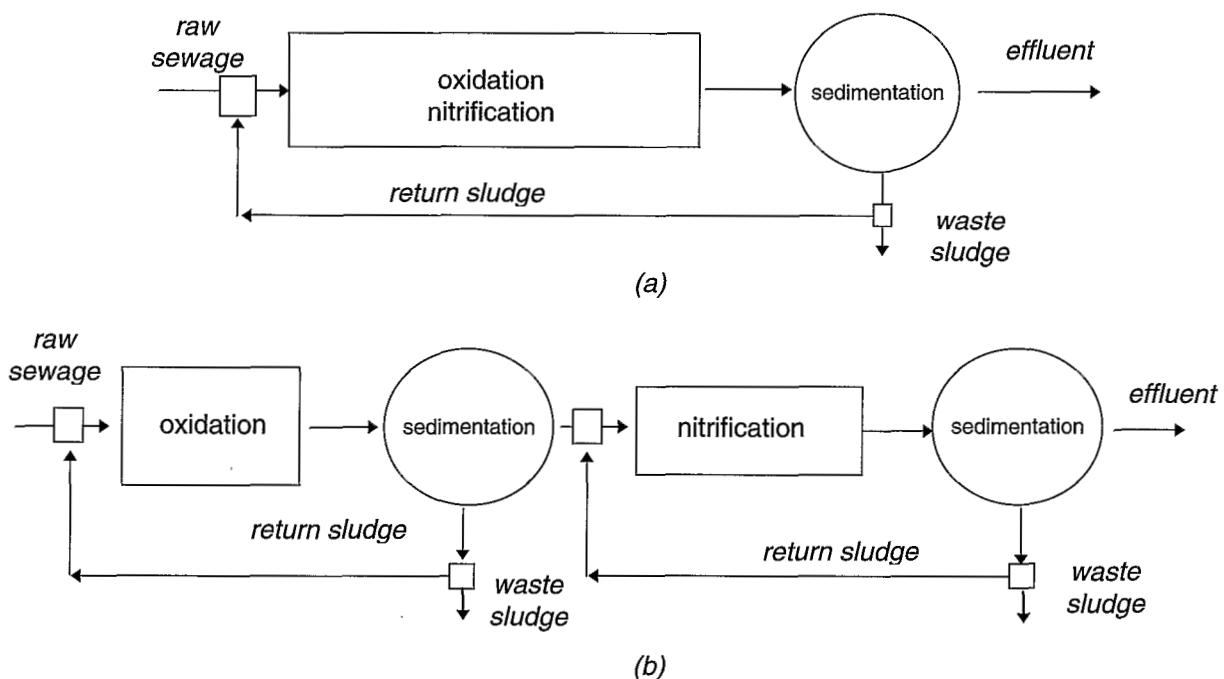 raw
sewage
oxidation
nitrification
sedimentation
effluent
return sludge
waste
sludge
(a)
raw
sewage
oxidation
sedimentation
nitrification
sedimentation
effluent
return sludge
waste
sludge
return sludge
waste
sludge
(b)